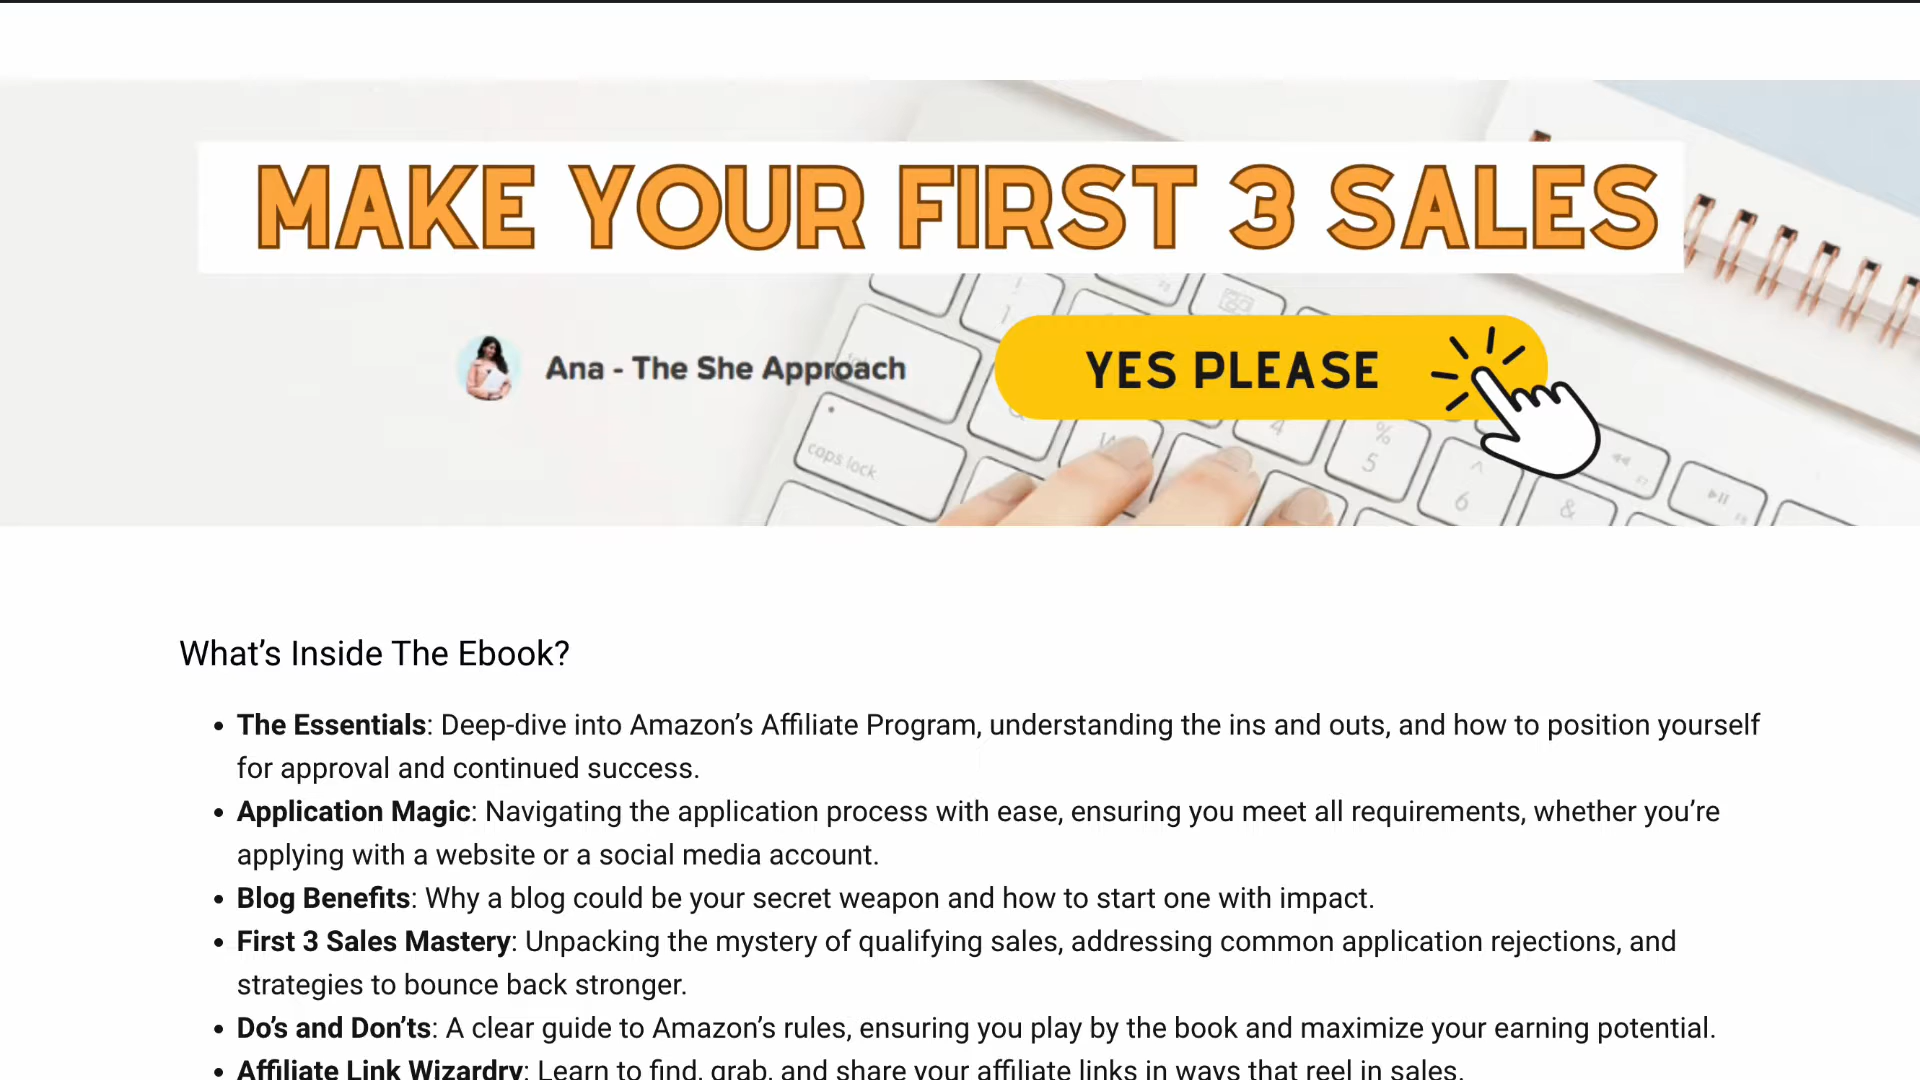 MAKE YOUR FIRST 3 SALES
Ana - The She Approach
YES PLEASE
caps lock
1
4
%
5
^
6
&
What’s Inside The Ebook?
• The Essentials: Deep-dive into Amazon’s Affiliate Program, understanding the ins and outs, and how to position yourself
for approval and continued success.
• Application Magic: Navigating the application process with ease, ensuring you meet all requirements, whether you’re
applying with a website or a social media account.
• Blog Benefits: Why a blog could be your secret weapon and how to start one with impact.
• First 3 Sales Mastery: Unpacking the mystery of qualifying sales, addressing common application rejections, and
strategies to bounce back stronger.
• Do’s and Don’ts: A clear guide to Amazon’s rules, ensuring you play by the book and maximize your earning potential.
• Affiliate Link Wizardry: Learn to find, grab, and share your affiliate links in ways that reel in sales.